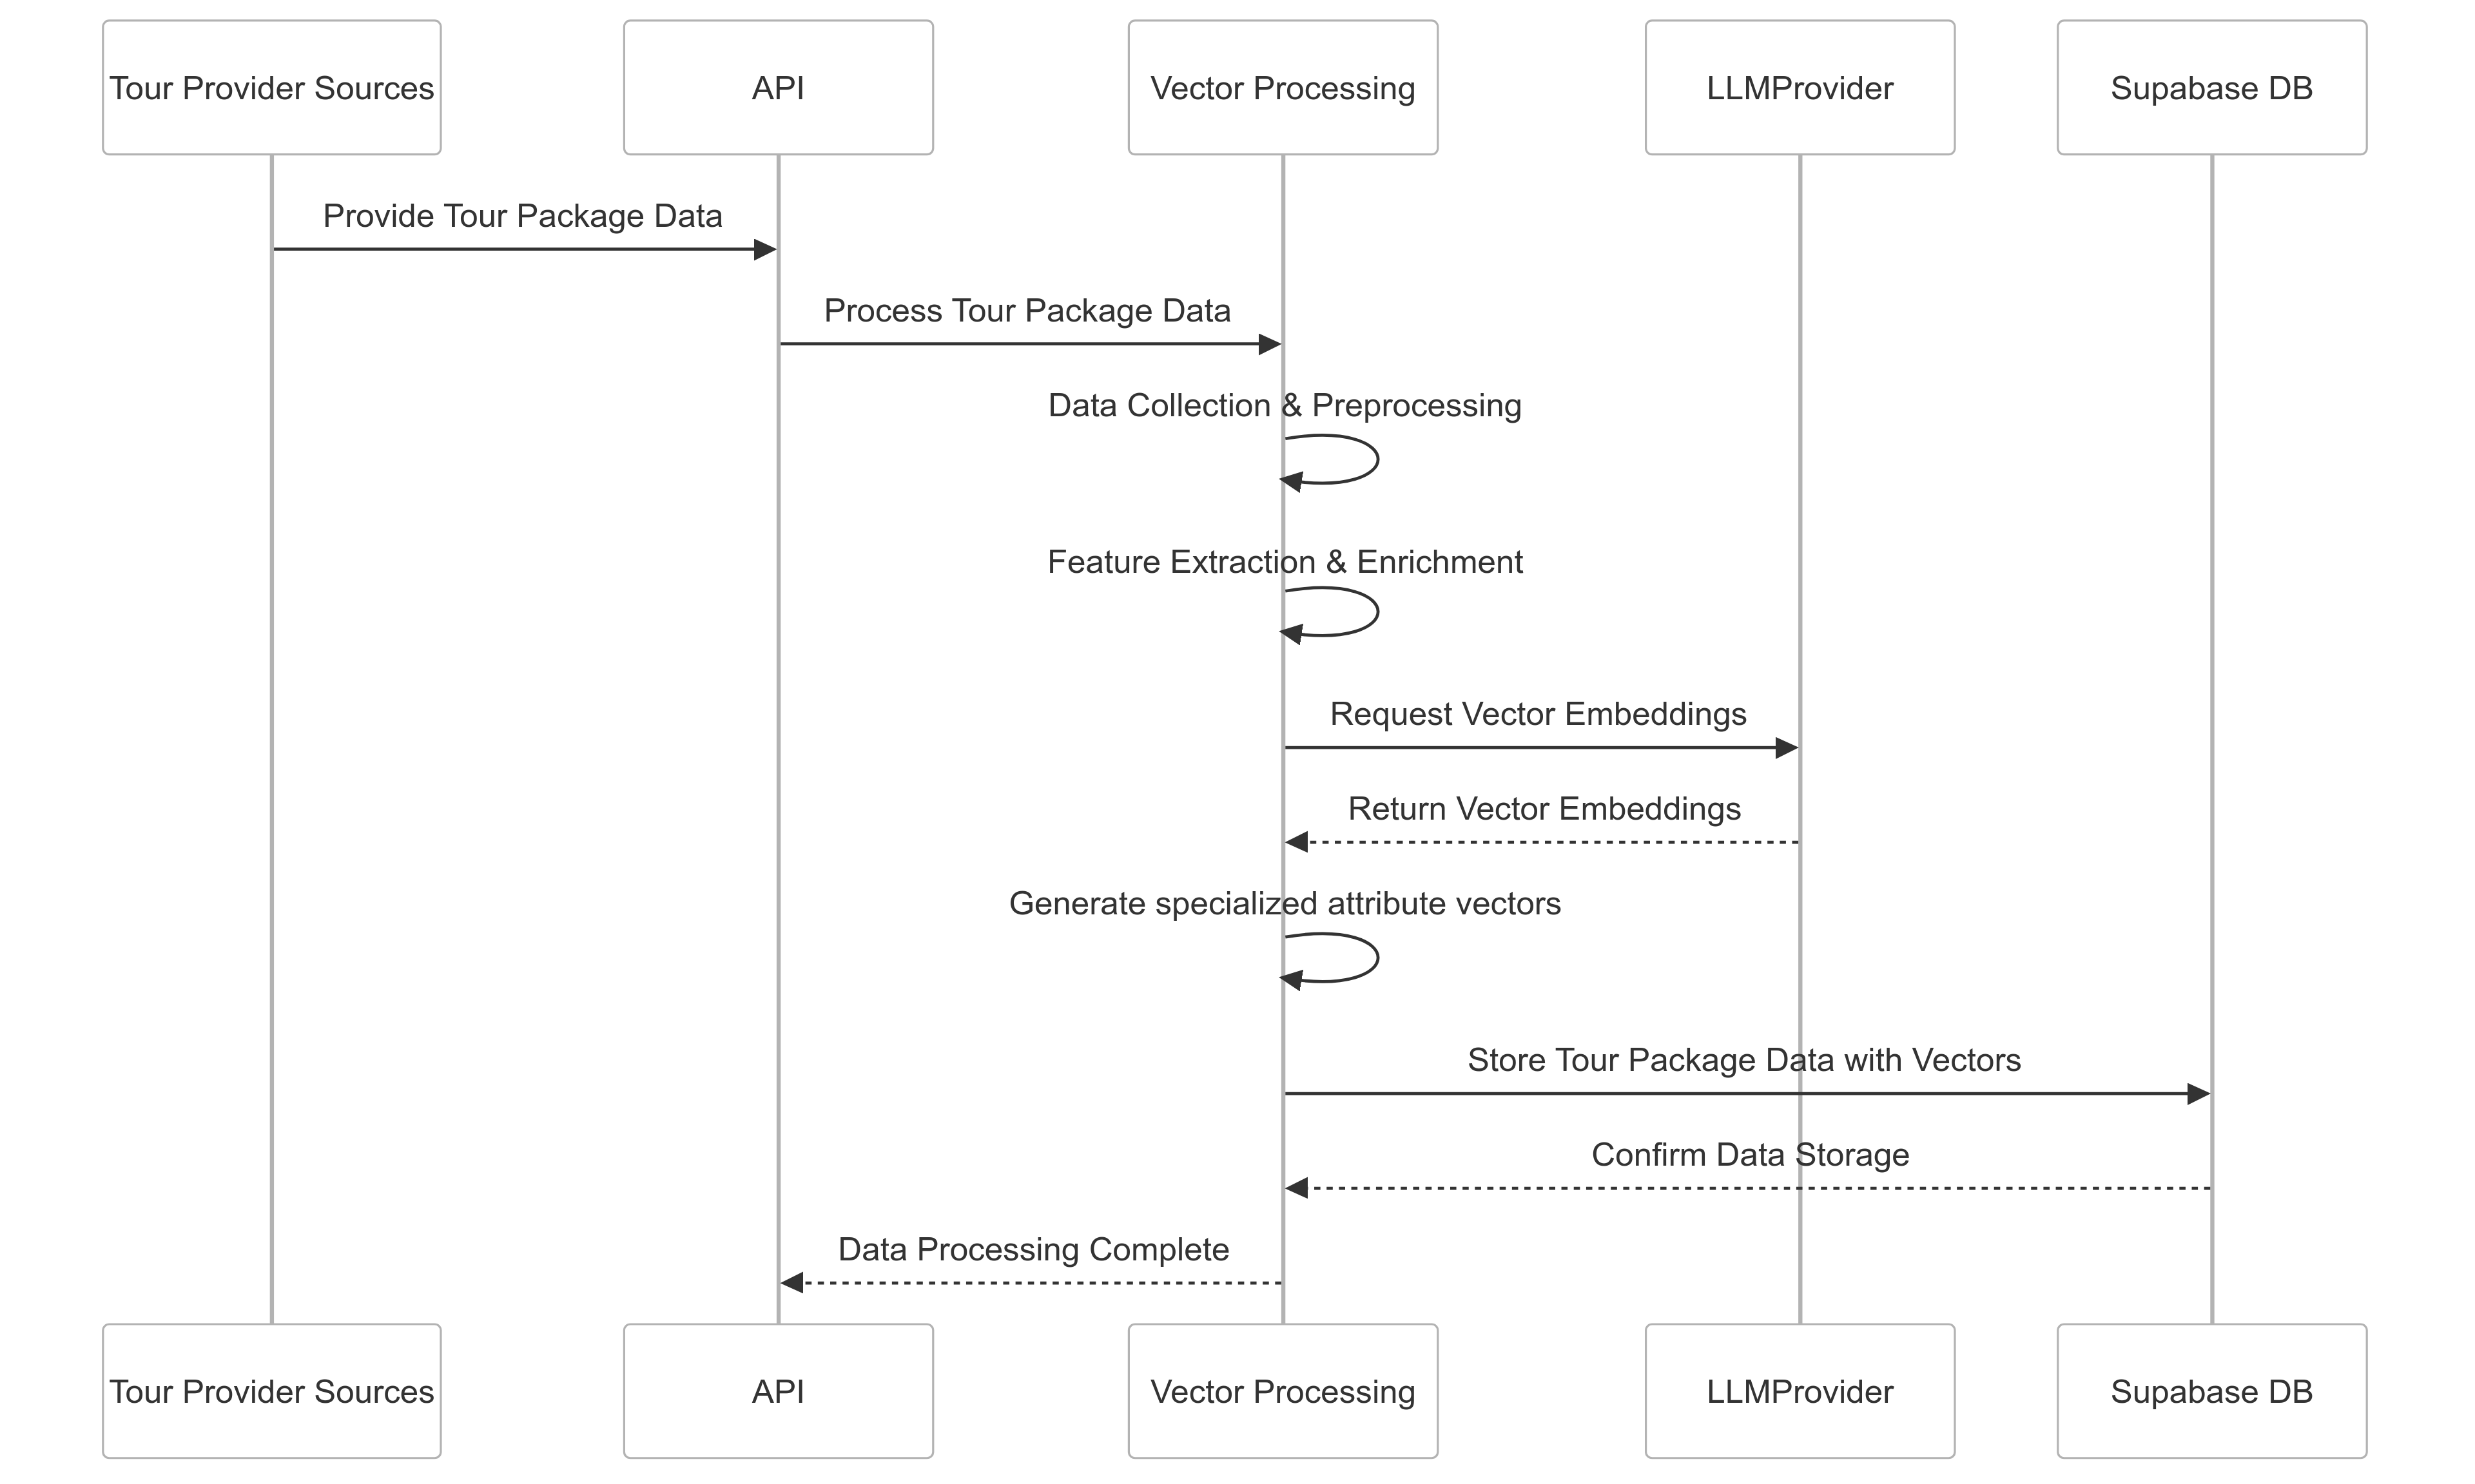 Tour Provider Sources
API
Vector Processing
LLMProvider
Supabase DB
Provide Tour Package Data
Process Tour Package Data
Data Collection & Preprocessing
Feature Extraction & Enrichment
Request Vector Embeddings
Return Vector Embeddings
Generate specialized attribute vectors
Store Tour Package Data with Vectors
Confirm Data Storage
Data Processing Complete
Tour Provider Sources
API
Vector Processing
LLMProvider
Supabase DB